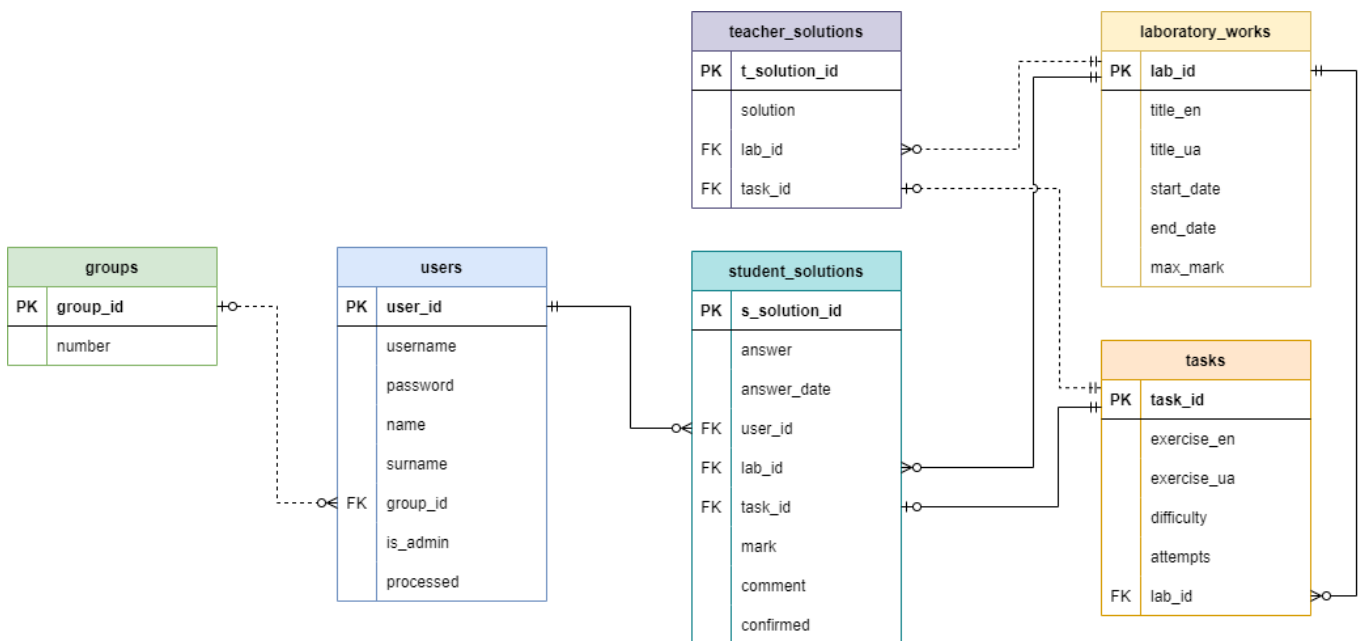 teacher_solutions
PK t_solution_id
solution
FK lab_id
FK task_id
laboratory_works
PK lab_id
title_en
title_ua
start_date
end_date
max_mark
groups
PK group_id
number
users
PK user_id
username
password
name
surname
FK group_id
is_admin
processed
student_solutions
PK s_solution_id
answer
answer_date
FK user_id
FK lab_id
FK task_id
mark
comment
confirmed
tasks
PK task_id
exercise_en
exercise_ua
difficulty
attempts
FK lab_id